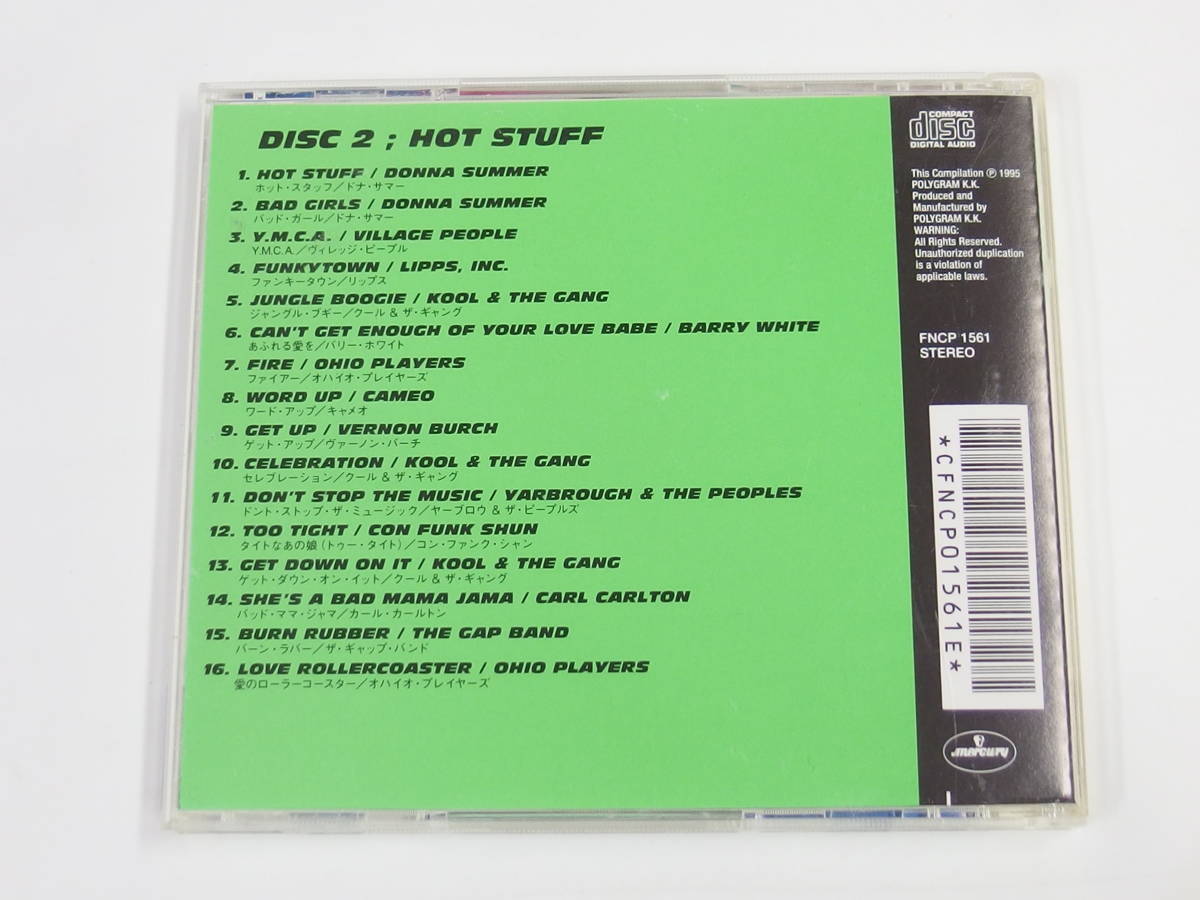 DISC 2 ; HOT STUFF
1. HOT STUFF / DONNA SUMMER
ホット・スタッフ／ドナ・サマー
2. BAD GIRLS / DONNA SUMMER
バッド・ガール／ドナ・サマー
3. Y.M.C.A. / VILLAGE PEOPLE
Y.M.C.A.／ヴィレッジ・ピープル
4. FUNKYTOWN / LIPPS, INC.
ファンキータウン／リップス
5. JUNGLE BOOGIE / KOOL & THE GANG
ジャングル・ブギー／クール & ザ・ギャング
6. CAN'T GET ENOUGH OF YOUR LOVE BABE / BARRY WHITE
あふれる愛を／バリー・ホワイト
7. FIRE / OHIO PLAYERS
ファイアー／オハイオ・プレイヤーズ
8. WORD UP / CAMEO
ワード・アップ／キャメオ
9. GET UP / VERNON BURCH
ゲット・アップ／ヴァーノン・バーチ
10. CELEBRATION / KOOL & THE GANG
セレブレーション／クール & ザ・ギャング
11. DON'T STOP THE MUSIC / YARBROUGH & THE PEOPLES
ドント・ストップ・ザ・ミュージック／ヤーブロウ & ザ・ピープルズ
12. TOO TIGHT / CON FUNK SHUN
タイトなあの娘(トゥー・タイト)／コン・ファンク・シャン
13. GET DOWN ON IT / KOOL & THE GANG
ゲット・ダウン・オン・イット／クール & ザ・ギャング
14. SHE'S A BAD MAMA JAMA / CARL CARLTON
バッド・ママ・ジャマ／カール・カールトン
15. BURN RUBBER / THE GAP BAND
バーン・ラバー／ザ・ギャップ・バンド
16. LOVE ROLLERCOASTER / OHIO PLAYERS
愛のローラーコースター／オハイオ・プレイヤーズ
COMPACT
disc
DIGITAL AUDIO
This Compilation Ⓟ 1995
POLYGRAM K.K.
Produced and
Manufactured by
POLYGRAM K.K.
WARNING:
All Rights Reserved.
Unauthorized duplication
is a violation of
applicable laws.
FNCP 1561
STEREO
*CFNCP01561E*
mercury